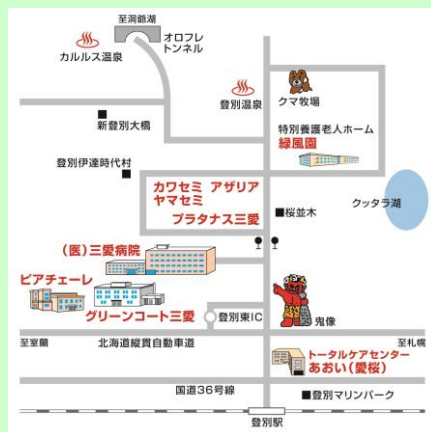 至洞爺湖
オロフレ
トンネル
カルルス温泉
登別温泉
クマ牧場
新登別大橋
特別養護老人ホーム
緑風園
登別伊達時代村
カワセミ アザリア
ヤマセミ
プラタナス三愛
桜並木
クッタラ湖
(医)三愛病院
ピアチェーレ
グリーンコート三愛
登別東IC
鬼像
至室蘭
北海道縦貫自動車道
至札幌
トータルケアセンター
あおい(愛桜)
国道36号線
登別マリンパーク
登別駅